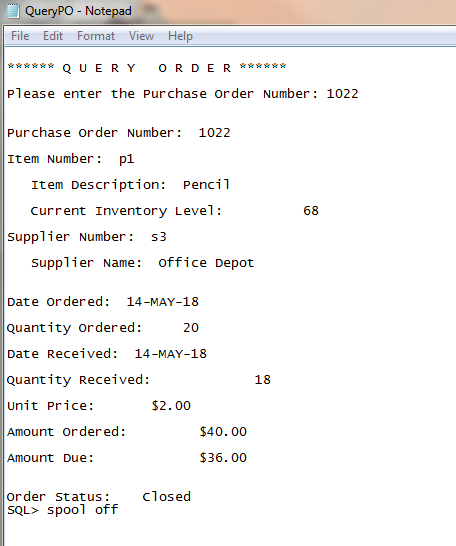 QueryPO - Notepad
File Edit Format View Help
****** Q U E R Y   O R D E R ******
Please enter the Purchase Order Number: 1022
Purchase Order Number:  1022
Item Number:  p1
Item Description:  Pencil
Current Inventory Level:          68
Supplier Number:  s3
Supplier Name:  Office Depot
Date Ordered:  14-MAY-18
Quantity Ordered:     20
Date Received:  14-MAY-18
Quantity Received:             18
Unit Price:       $2.00
Amount Ordered:         $40.00
Amount Due:             $36.00
Order Status:    Closed
SQL> spool off